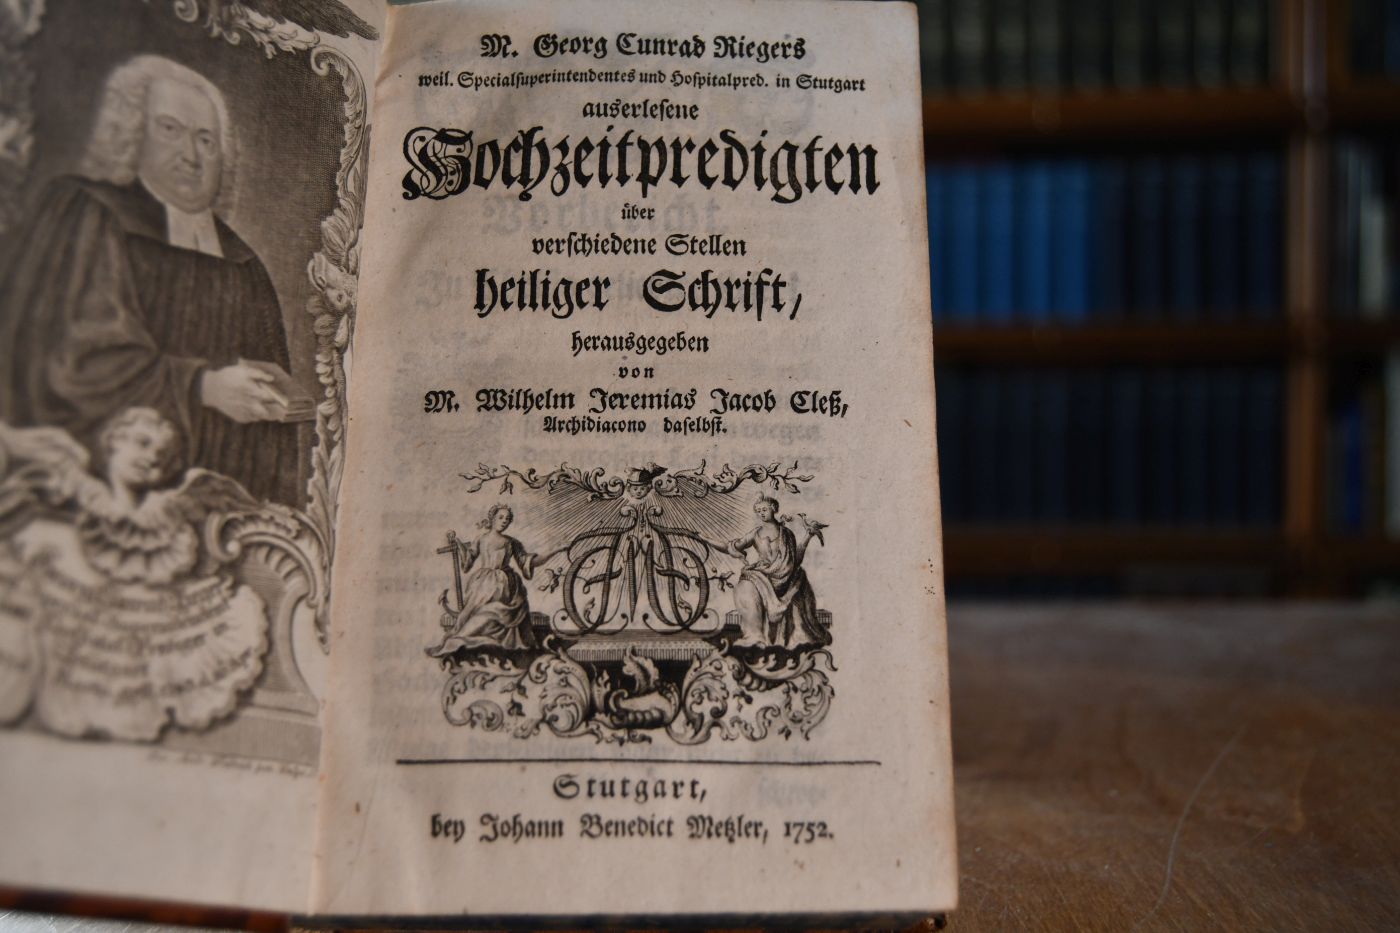 M. Georg Cunrad Riegers
weil. Specialsuperintendentes und Hospitalpred. in Stutgart
auserlesene
Hochzeitpredigten
über
verschiedene Stellen
heiliger Schrift,
herausgegeben
von
M. Wilhelm Jeremias Jacob Cleß,
Archidiacono daselbst.
Stutgart,
bey Johann Benedict Metzler, 1752.